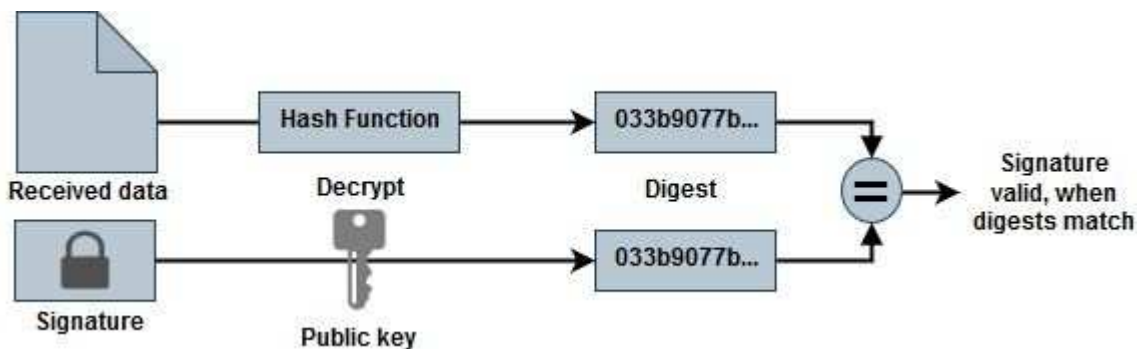 Hash Function
033b9077b...
Received data
Decrypt
Digest
=
Signature
valid, when
digests match
033b9077b...
Signature
Public key